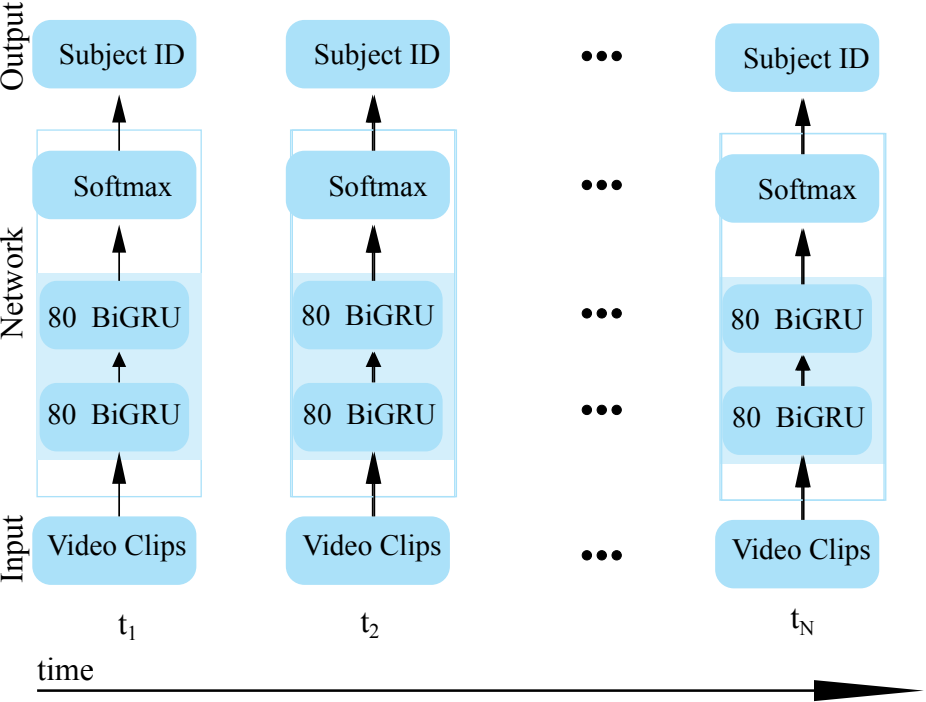 Output
Subject ID
Subject ID
•••
Subject ID
Network
Softmax
Softmax
•••
Softmax
80 BiGRU
80 BiGRU
•••
80 BiGRU
80 BiGRU
80 BiGRU
•••
80 BiGRU
Input
Video Clips
Video Clips
•••
Video Clips
t1
t2
tN
time